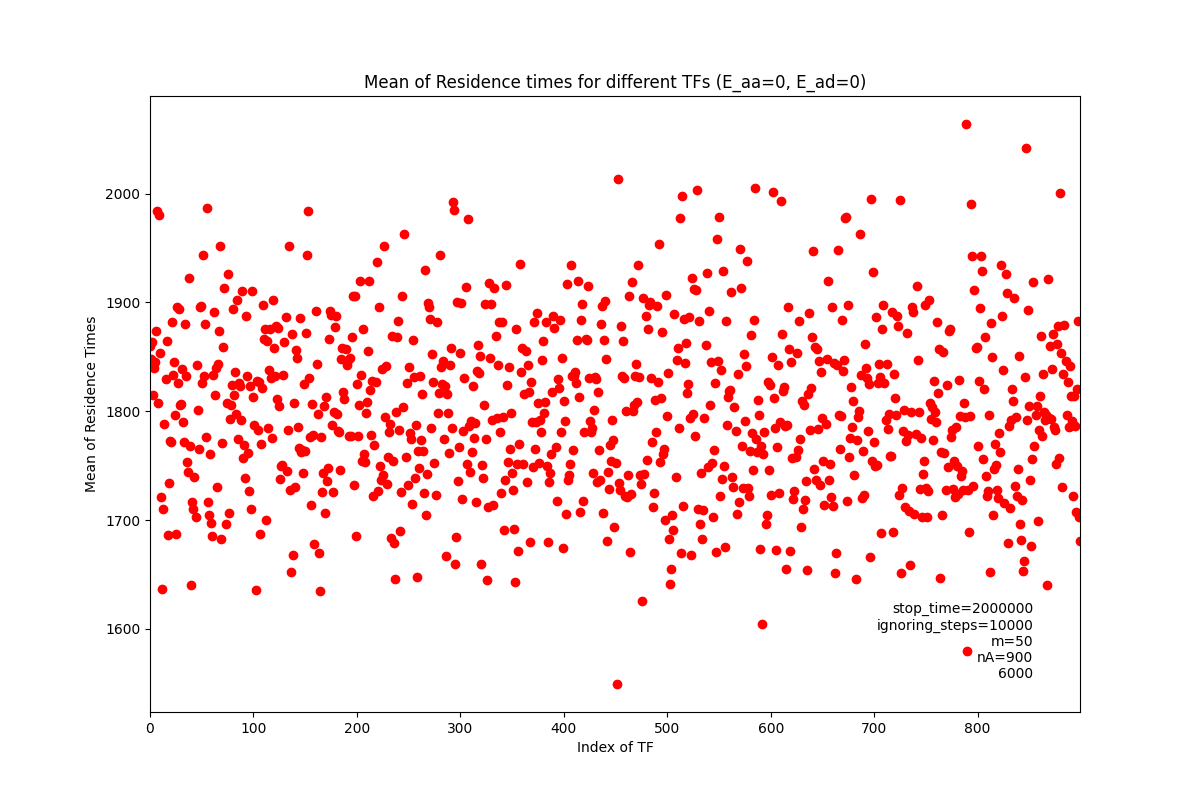 Mean of Residence times for different TFs (E_aa=0, E_ad=0)
Mean of Residence Times
2000
1900
1800
1700
1600
stop_time=2000000
ignoring_steps=10000
m=50
nA=900
6000
0 100 200 300 400 500 600 700 800
Index of TF